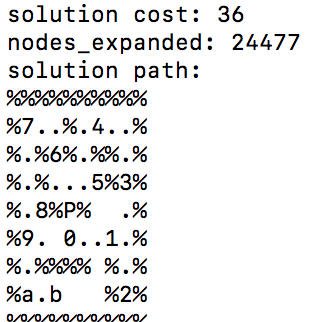 solution cost: 36
nodes_expanded: 24477
solution path:
%%%%%%%%%%
%7..%.4..%
%.%6%.%%.%
%.%...5%3%
%.8%P%  .%
%9. 0..1.%
%.%%%% %.%
%a.b   %2%
%%%%%%%%%%